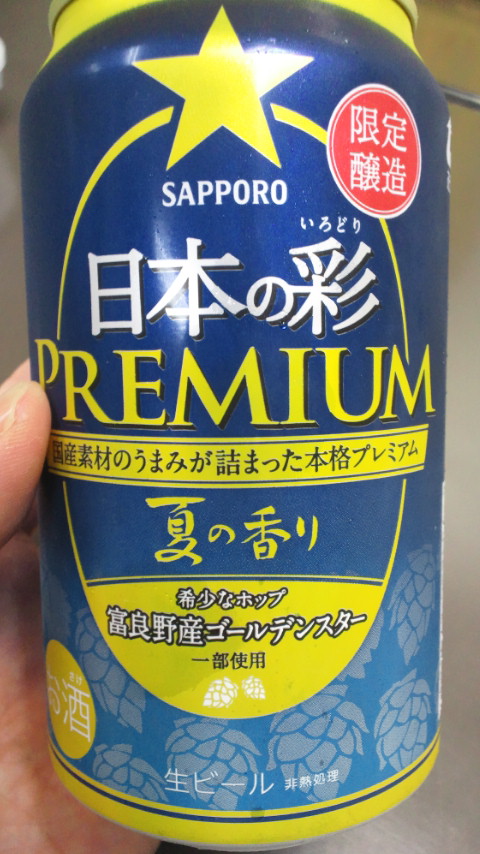 限定
醸造
SAPPORO
いろどり
日本の彩
PREMIUM
国産素材のうまみが詰まった本格プレミアム
夏の香り
希少なホップ
富良野産ゴールデンスター
一部使用
さけ
お酒
生ビール 非熱処理